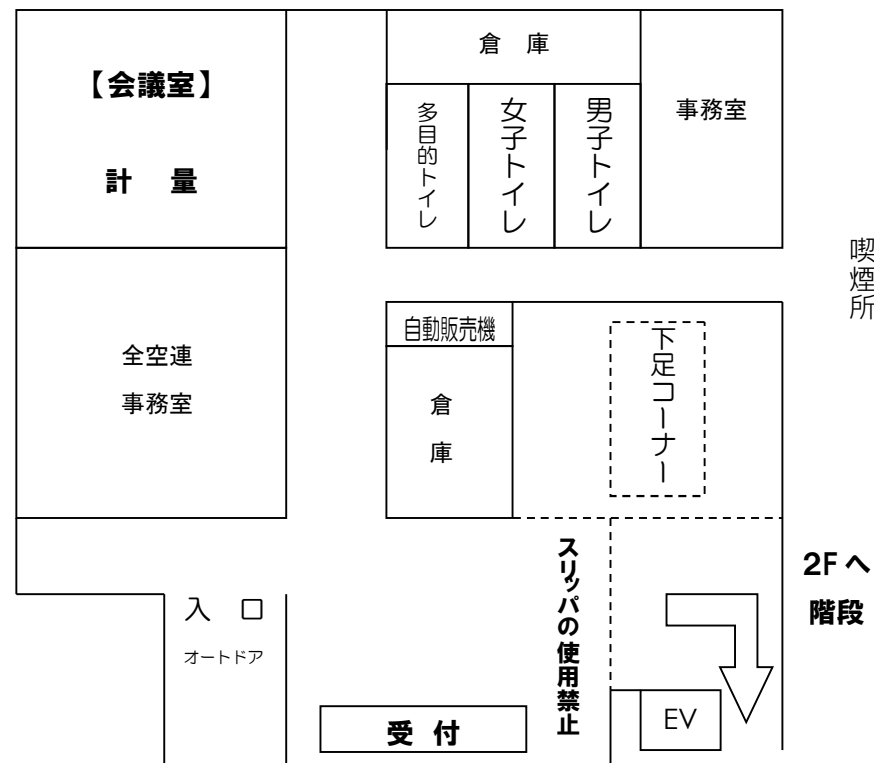 【会議室】
計 量
倉 庫
多目的トイレ
女子トイレ
男子トイレ
事務室
喫煙所
全空連
事務室
自動販売機
倉
庫
下足コーナー
スリッパの使用禁止
2F へ
階段
入 口
オートドア
受 付
EV